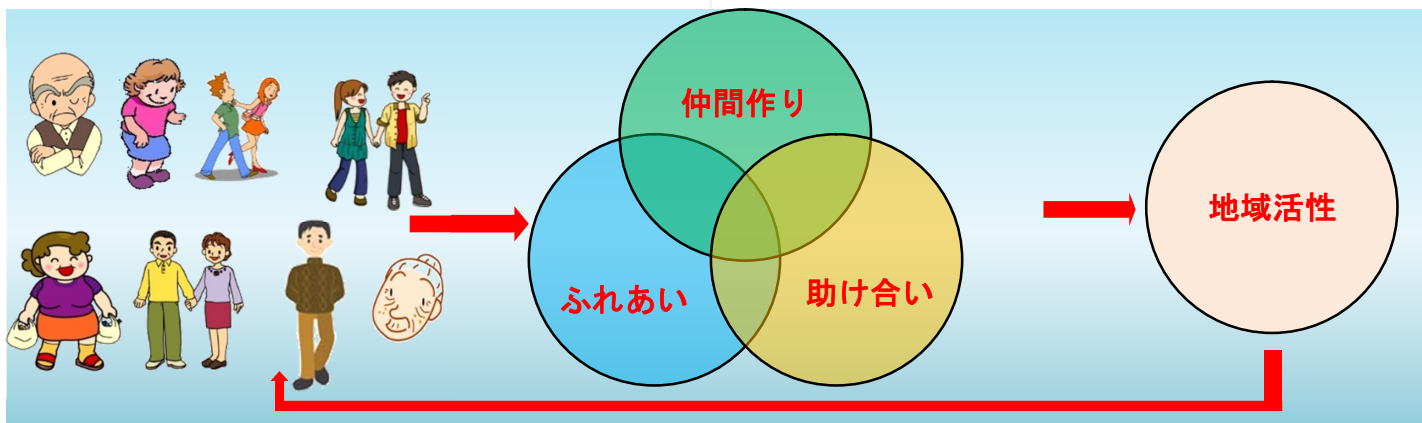 仲間作り
ふれあい
助け合い
地域活性